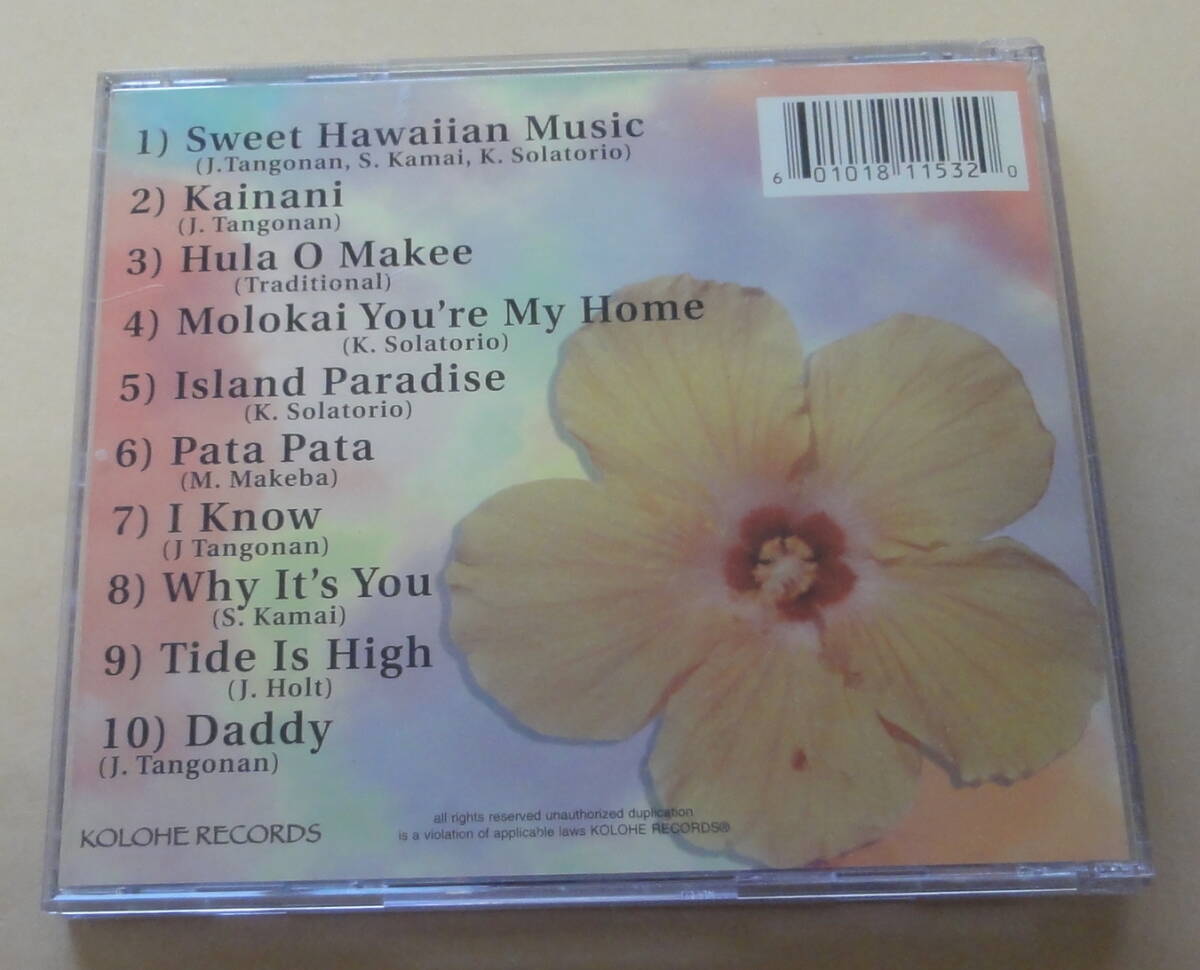 1) Sweet Hawaiian Music
(J.Tangonan, S. Kamai, K. Solatorio)
6 01018 11532 0
2) Kainani
(J. Tangonan)
3) Hula O Makee
(Traditional)
4) Molokai You're My Home
(K. Solatorio)
5) Island Paradise
(K. Solatorio)
6) Pata Pata
(M. Makeba)
7) I Know
(J Tangonan)
8) Why It's You
(S. Kamai)
9) Tide Is High
(J. Holt)
10) Daddy
(J. Tangonan)
KOLOHE RECORDS
all rights reserved unauthorized duplication
is a violation of applicable laws KOLOHE RECORDS®